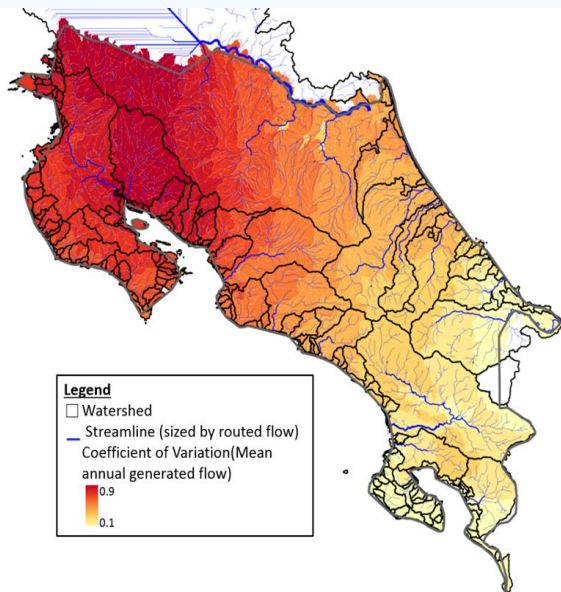 Legend
Watershed
Streamline (sized by routed flow)
Coefficient of Variation(Mean
annual generated flow)
0.9
0.1